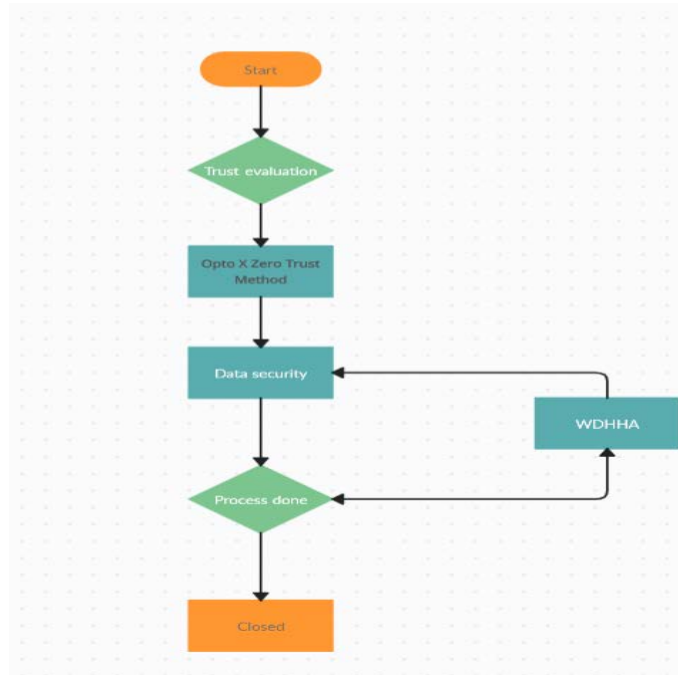 Start
Trust evaluation
Opto X Zero Trust
Method
Data security
WDHHA
Process done
Closed